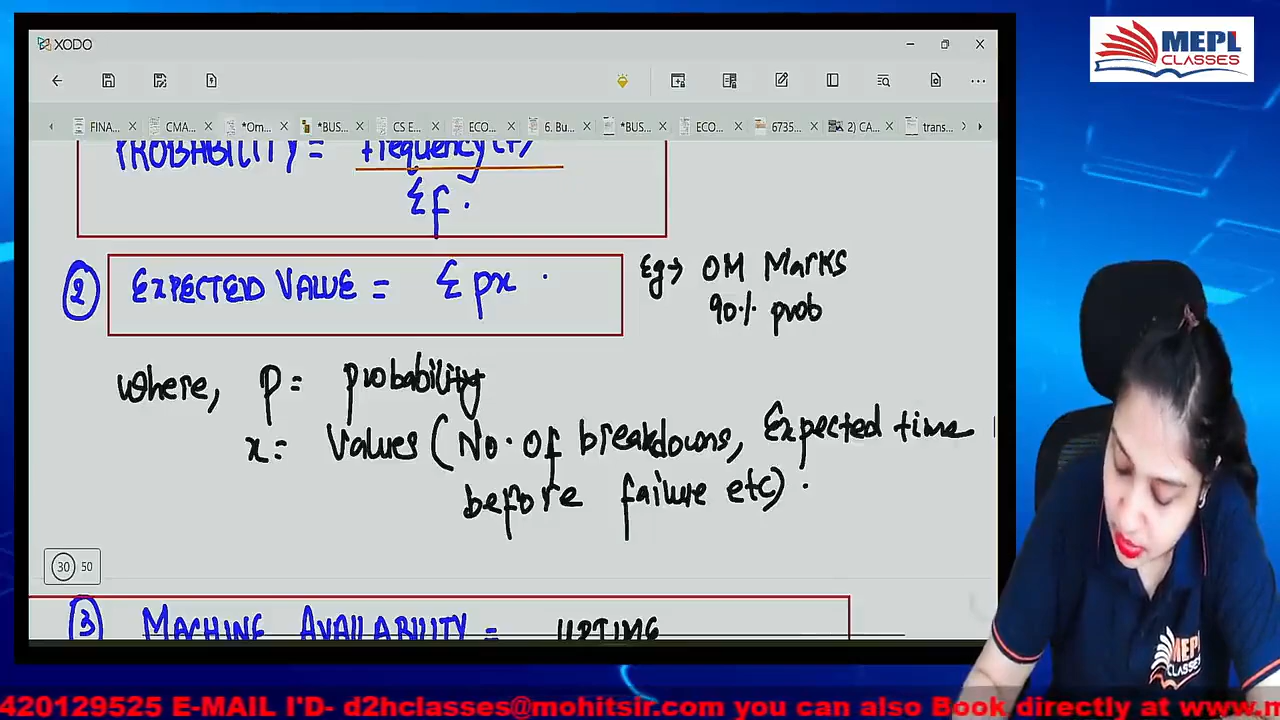 XODO
MEPL
CLASSES
FINA...
CMA...
*Om...
*BUS...
CS E...
ECO...
6. Bu...
*BUS...
ECO...
6735...
2) CA...
trans...
PROBABILITY = frequency (f)
Σf.
② EXPECTED VALUE = Σ px .
Eg → OM Marks
90% prob
where, p = probability
x = Values (No. of breakdowns, Expected time
before failure etc).
30 50
③ MACHINE AVAILABILITY = UPTIME
MEPL
CLASSES
420129525 E-MAIL I'D- d2hclasses@mohitsir.com you can also Book directly at www.m